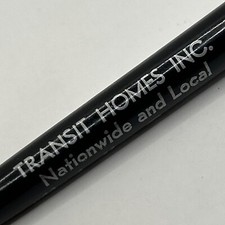 TRANSIT HOMES INC.
Nationwide and Local